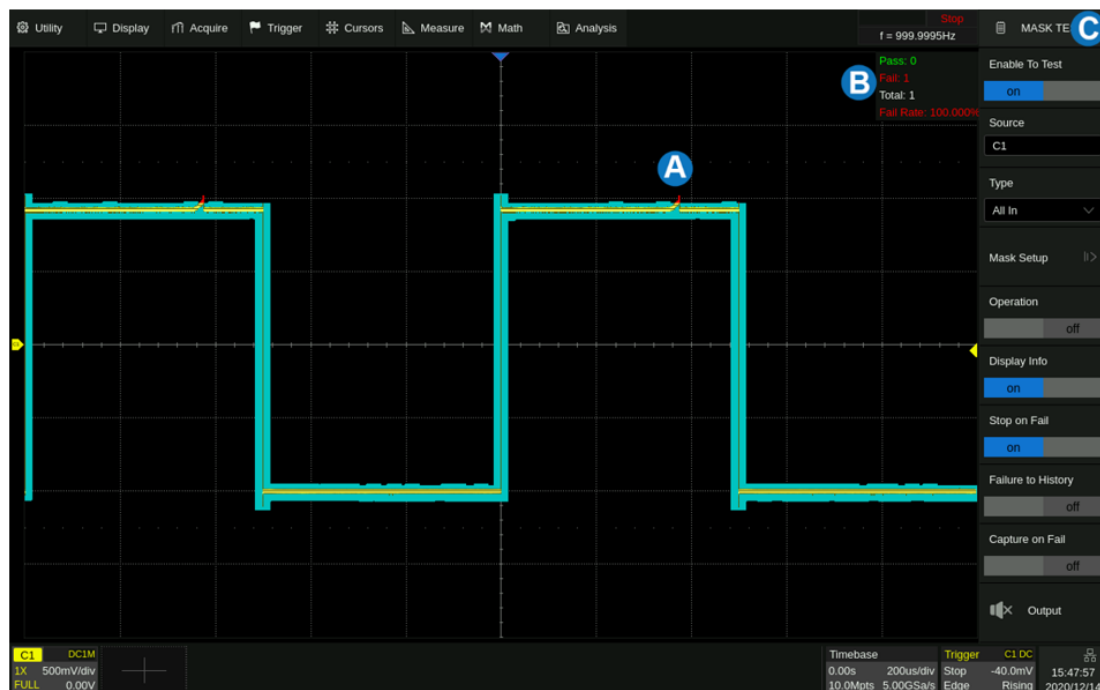 Utility Display Acquire Trigger Cursors Measure Math Analysis
Stop
f = 999.9995Hz
MASK TE
C
Pass: 0
Fail: 1
Total: 1
Fail Rate: 100.000%
B
A
Enable To Test
on
Source
C1
Type
All In
Mask Setup
Operation
off
Display Info
on
Stop on Fail
on
Failure to History
off
Capture on Fail
off
Output
C1 DC1M
1X 500mV/div
FULL 0.00V
Timebase
0.00s 200us/div
10.0Mpts 5.00GSa/s
Trigger C1 DC
Stop -40.0mV
Edge Rising
15:47:57
2020/12/14